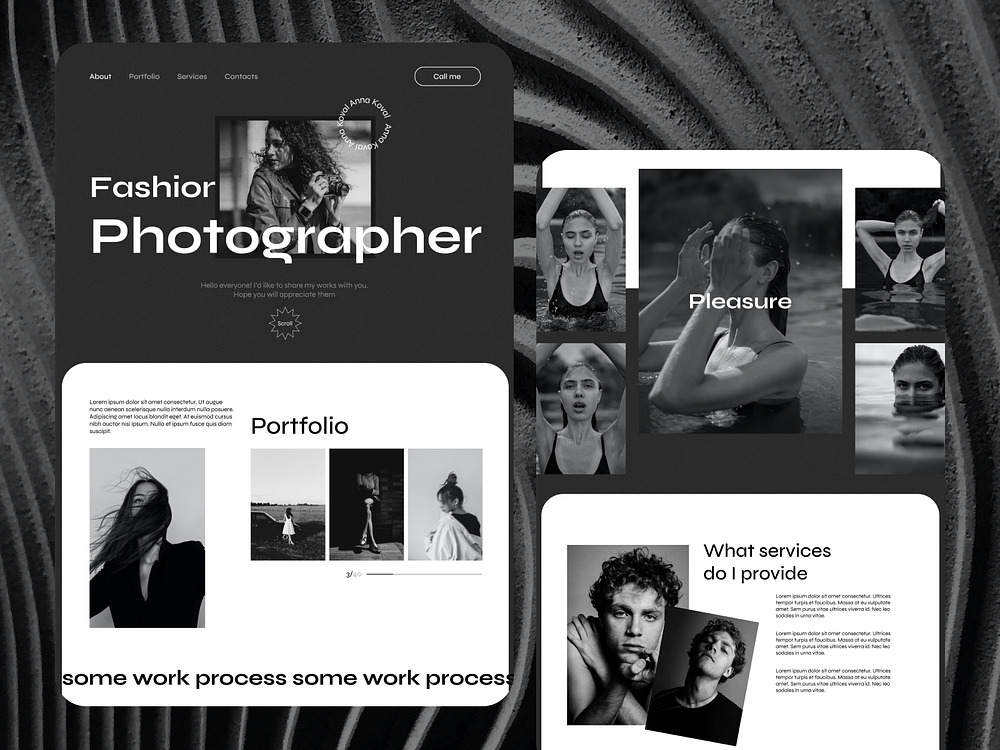 About Portfolio Services Contacts Call me
Anna Koval Anna Koval Anna Koval
Fashion
Photographer
Hello everyone! I'd like to share my works with you.
Hope you will appreciate them
Scroll
Lorem ipsum dolor sit amet consectetur. Ut augue
nunc aenean scelerisque nulla interdum nulla posuere.
Adipiscing amet lacus blandit eget. At euismod cursus
nibh auctor nisi ipsum. Nulla et ipsum fusce quis diam
suscipit.
Portfolio
3/40
some work process some work process
Pleasure
What services
do I provide
Lorem ipsum dolor sit amet consectetur. Ultrices
tempor turpis et faucibus. Massa at eu vulputate
amet. Sem purus vitae ultrices viverra id. Nec leo
sodales in urna vitae.
Lorem ipsum dolor sit amet consectetur. Ultrices
tempor turpis et faucibus. Massa at eu vulputate
amet. Sem purus vitae ultrices viverra id. Nec leo
sodales in urna vitae.
Lorem ipsum dolor sit amet consectetur. Ultrices
tempor turpis et faucibus. Massa at eu vulputate
amet. Sem purus vitae ultrices viverra id. Nec leo
sodales in urna vitae.